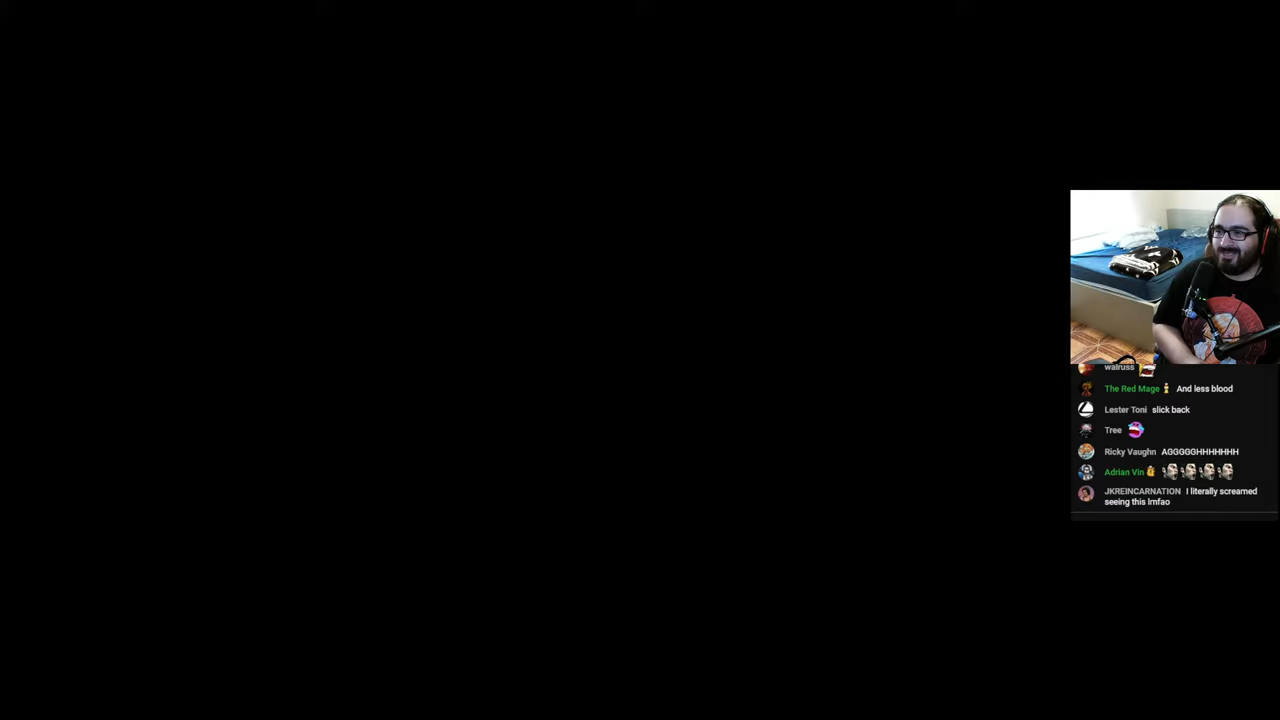 walruss
The Red Mage And less blood
Lester Toni slick back
Tree
Ricky Vaughn AGGGGGHHHHHHH
Adrian Vin
JKREINCARNATION I literally screamed
seeing this lmfao